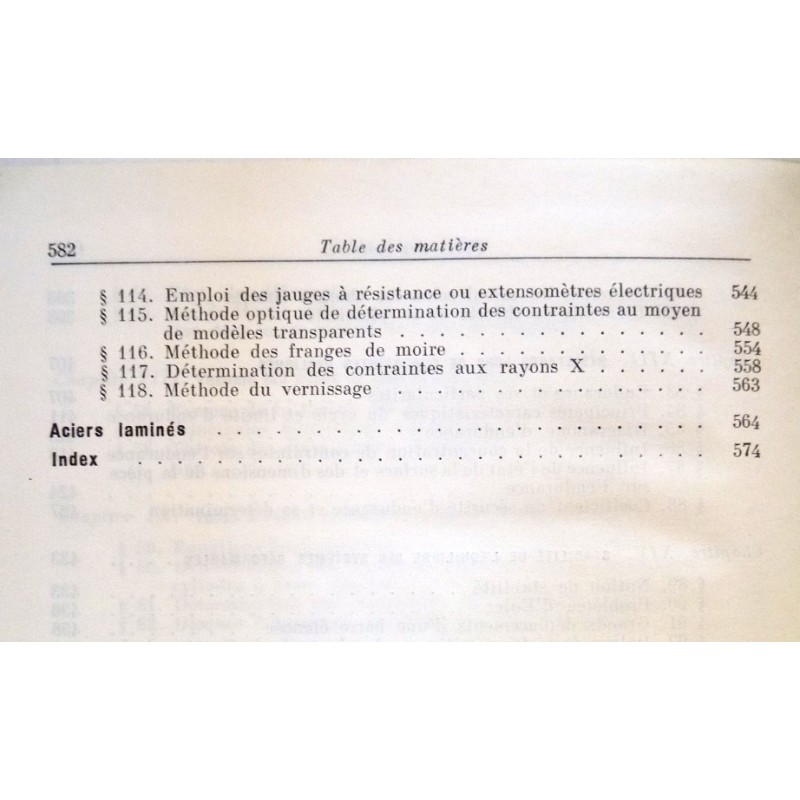 582 Table des matières
§ 114. Emploi des jauges à résistance ou extensomètres électriques 544
§ 115. Méthode optique de détermination des contraintes au moyen
de modèles transparents . . . . . . . . . . . . . . . . 548
§ 116. Méthode des franges de moire . . . . . . . . . . . . . 554
§ 117. Détermination des contraintes aux rayons X . . . . . . 558
§ 118. Méthode du vernissage . . . . . . . . . . . . . . . . 563
Aciers laminés . . . . . . . . . . . . . . . . . . . . . . . 564
Index . . . . . . . . . . . . . . . . . . . . . . . . . . . 574